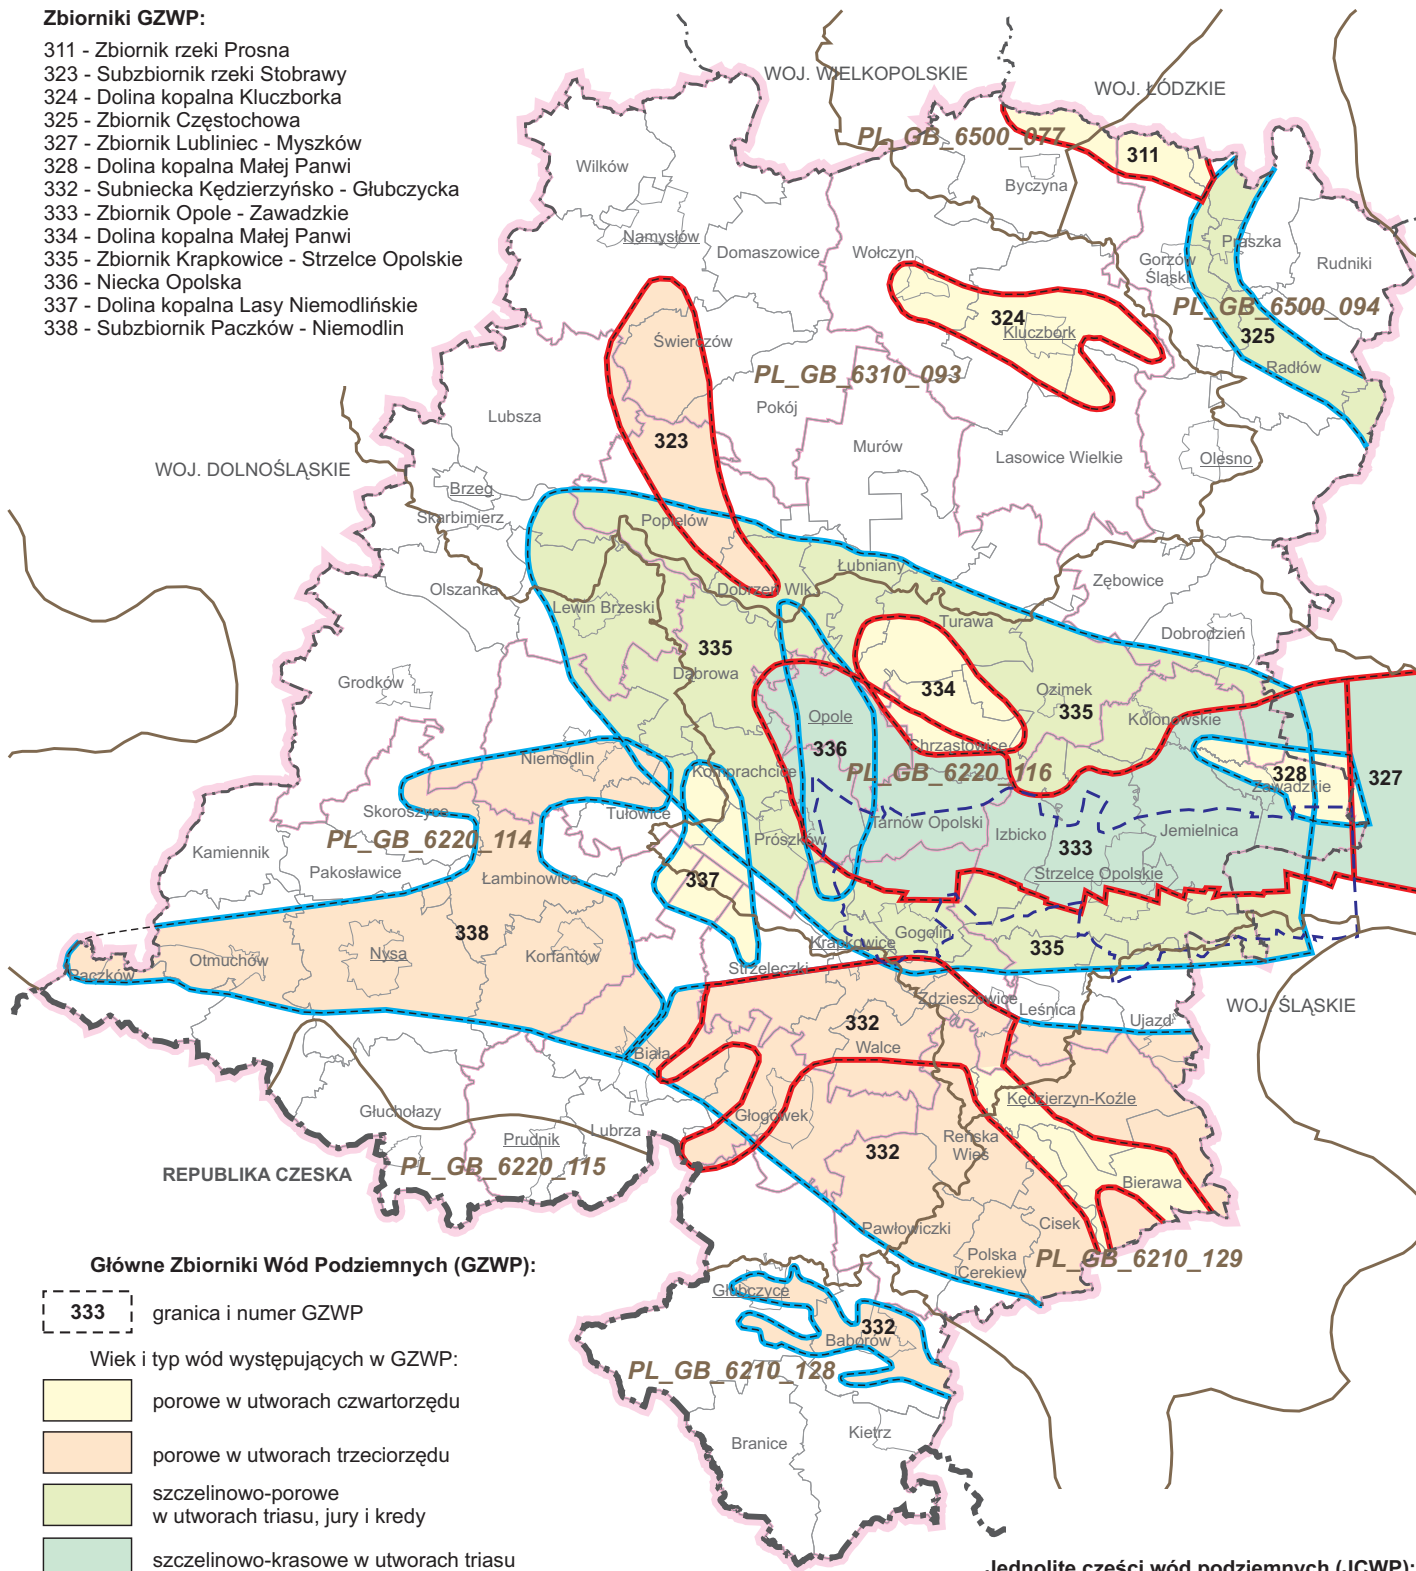 Zbiorniki GZWP:
311 - Zbiornik rzeki Prosna
323 - Subzbiornik rzeki Stobrawy
324 - Dolina kopalna Kluczborka
325 - Zbiornik Częstochowa
327 - Zbiornik Lubliniec - Myszków
328 - Dolina kopalna Małej Panwi
332 - Subniecka Kędzierzyńsko - Głubczycka
333 - Zbiornik Opole - Zawadzkie
334 - Dolina kopalna Małej Panwi
335 - Zbiornik Krapkowice - Strzelce Opolskie
336 - Niecka Opolska
337 - Dolina kopalna Lasy Niemodlińskie
338 - Subzbiornik Paczków - Niemodlin
WOJ. WIELKOPOLSKIE
WOJ. ŁÓDZKIE
PL_GB_6500_077
311
Wilków
Byczyna
Namysłów
Domaszowice
Wołczyn
Gorzów
Śląski
Praszka
Rudniki
PL_GB_6500_094
324
Kluczbork
325
Świerczów
Radłów
PL_GB_6310_093
Pokój
Lubsza
323
Murów
Lasowice Wielkie
Olesno
WOJ. DOLNOŚLĄSKIE
Brzeg
Skarbimierz
Popielów
Łubniany
Zębowice
Olszanka
Dobrzeń Wlk.
Lewin Brzeski
Turawa
Dobrodzień
335
Dąbrowa
Grodków
334
Ozimek
335
Kolonowskie
Opole
336
Chrząstowice
Niemodlin
Komprachcice
PL_GB_6220_116
328
Zawadzkie
327
Skoroszyce
Tułowice
PL_GB_6220_114
Prószków
Tarnów Opolski
Izbicko
Jemielnica
333
Kamiennik
Pakosławice
Łambinowice
337
Strzelce Opolskie
338
Otmuchów
Nysa
Korfantów
Paczków
Krapkowice
Gogolin
335
Strzeleczki
Zdzieszowice
Leśnica
Ujazd
WOJ. ŚLĄSKIE
332
Walce
Biała
Kędzierzyn-Koźle
Głuchołazy
Głogówek
Prudnik
Lubrza
Reńska
Wieś
332
PL_GB_6220_115
REPUBLIKA CZESKA
Bierawa
Cisek
Pawłowiczki
Polska
Cerekiew
PL_GB_6210_129
Głubczyce
332
Baborów
PL_GB_6210_128
Branice
Kietrz
Główne Zbiorniki Wód Podziemnych (GZWP):
333 granica i numer GZWP
Wiek i typ wód występujących w GZWP:
porowe w utworach czwartorzędu
porowe w utworach trzeciorzędu
szczelinowo-porowe
w utworach triasu, jury i kredy
szczelinowo-krasowe w utworach triasu
Jednolite części wód podziemnych (JCWP):